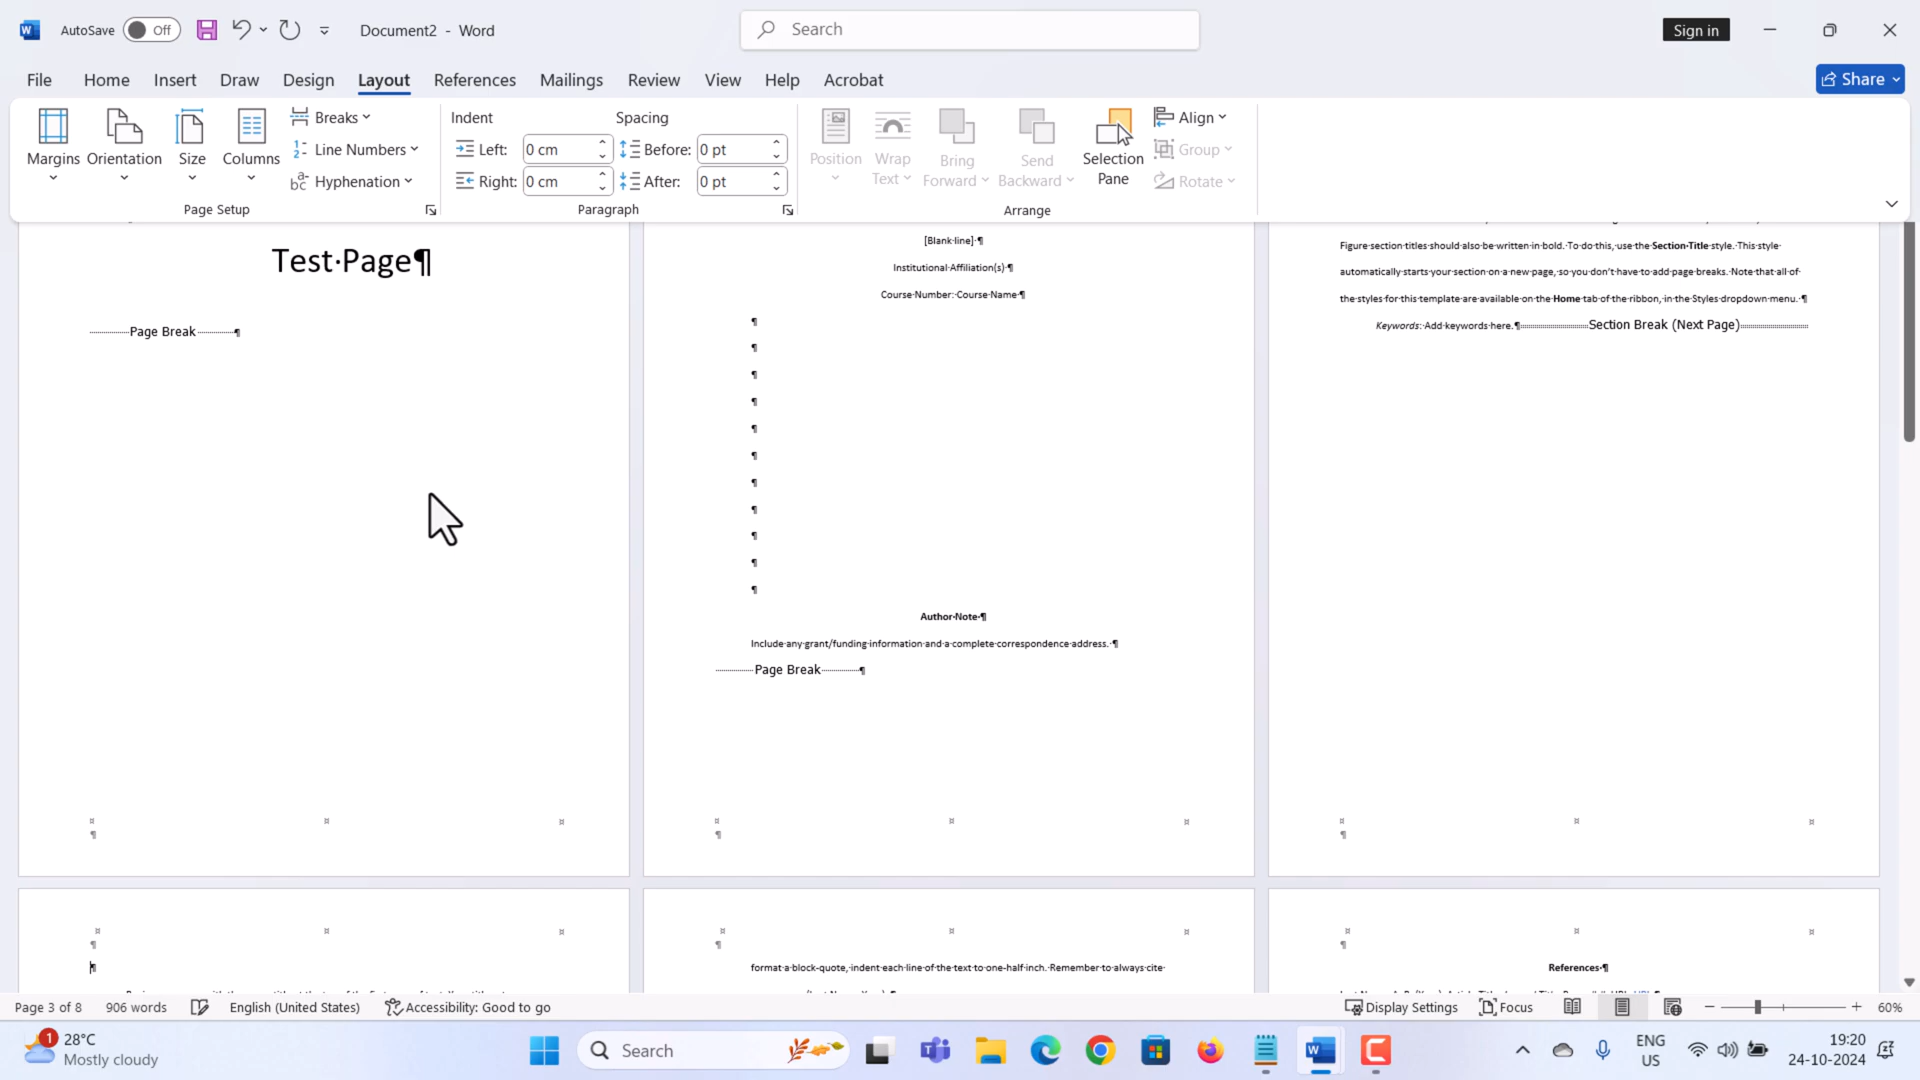 AutoSave Off Document2 - Word Search Sign in
File Home Insert Draw Design Layout References Mailings Review View Help Acrobat Share
Margins Orientation Size Columns Breaks Line Numbers Hyphenation
Page Setup
Indent Spacing
Left: 0 cm Before: 0 pt
Right: 0 cm After: 0 pt
Paragraph
Position Wrap Text Bring Forward Send Backward Selection Pane Align Group Rotate
Arrange
Test·Page¶
Page Break ¶
[Blank·line]·¶
Institutional·Affiliation(s)·¶
Course·Number:·Course·Name·¶
¶
¶
¶
¶
¶
¶
¶
¶
¶
¶
¶
Author·Note·¶
Include·any·grant/funding·information·and·a·complete·correspondence·address.·¶
Page Break ¶
Figure·section·titles·should·also·be·written·in·bold.·To·do·this,·use·the·Section·Title·style.·This·style·
automatically·starts·your·section·on·a·new·page,·so·you·don't·have·to·add·page·breaks.·Note·that·all·of·
the·styles·for·this·template·are·available·on·the·Home·tab·of·the·ribbon,·in·the·Styles·dropdown·menu.·¶
Keywords:·Add·keywords·here.¶ Section Break (Next Page)
format·a·block·quote,·indent·each·line·of·the·text·to·one-half·inch.·Remember·to·always·cite·
References·¶
Page 3 of 8 906 words English (United States) Accessibility: Good to go Display Settings Focus 60%
1 28°C
Mostly cloudy
Search
ENG
US
19:20
24-10-2024